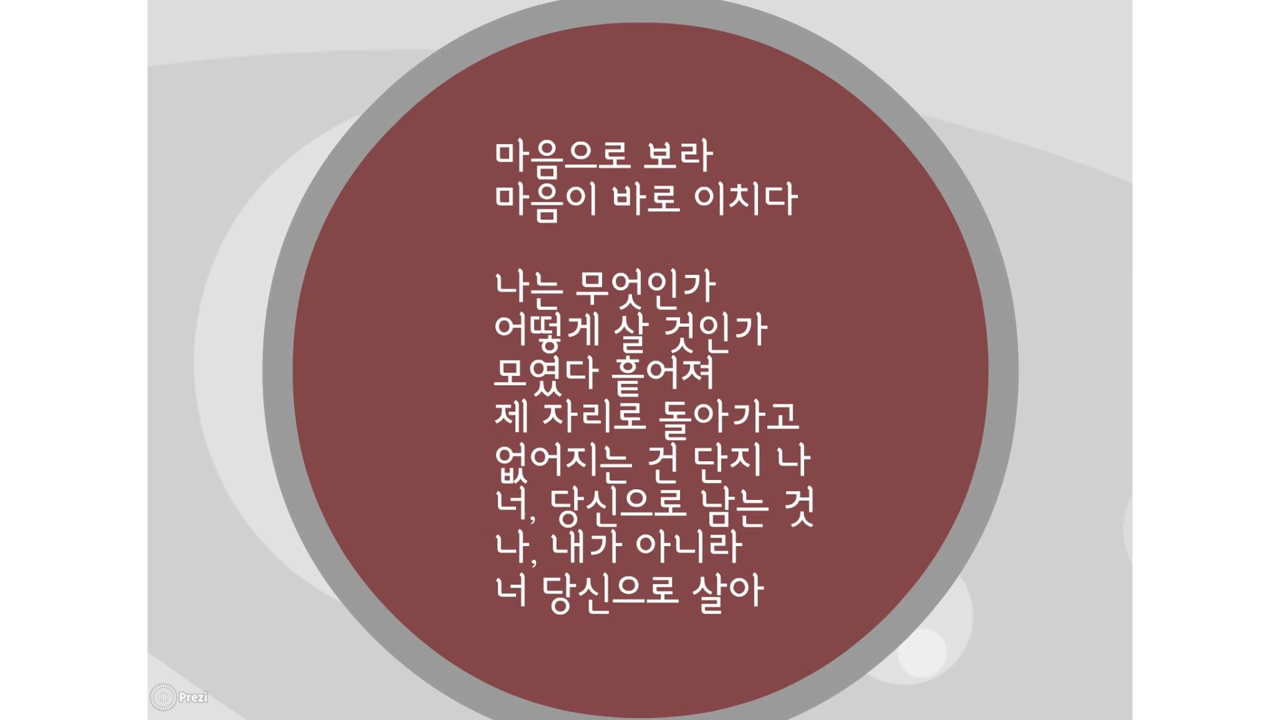 마음으로 보라
마음이 바로 이치다
나는 무엇인가
어떻게 살 것인가
모였다 흩어져
제 자리로 돌아가고
없어지는 건 단지 나
너, 당신으로 남는 것
나, 내가 아니라
너 당신으로 살아
Prezi